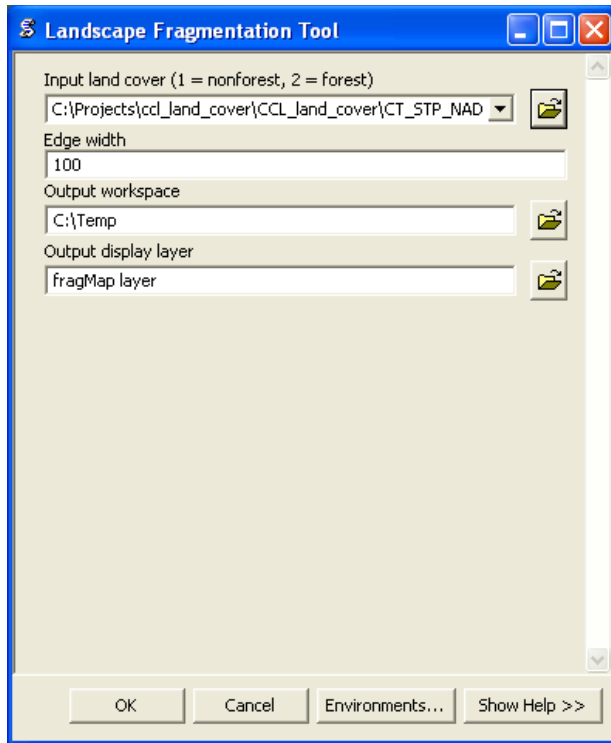 Landscape Fragmentation Tool
Input land cover (1 = nonforest, 2 = forest)
C:\Projects\ccl_land_cover\CCL_land_cover\CT_STP_NAD
Edge width
100
Output workspace
C:\Temp
Output display layer
fragMap layer
OK Cancel Environments... Show Help >>